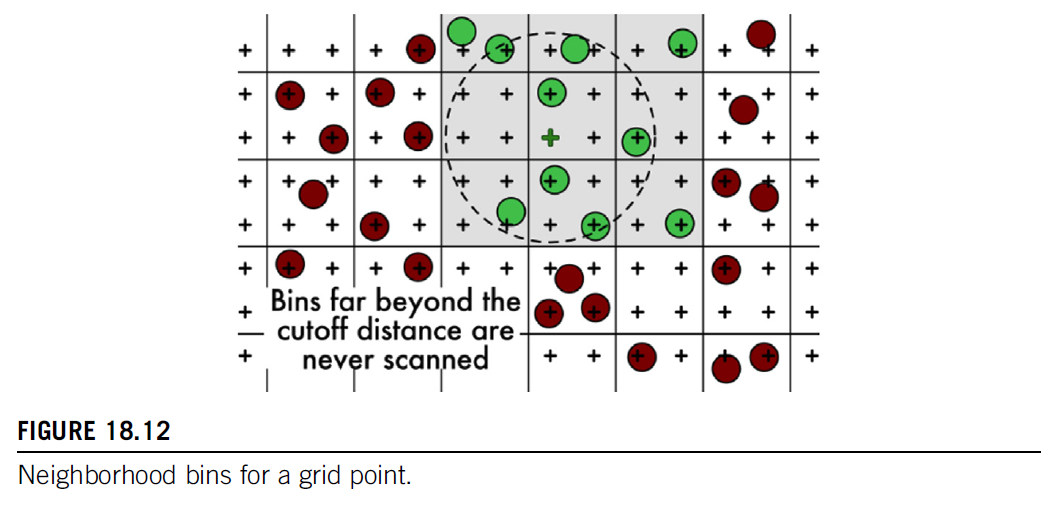 Bins far beyond the
cutoff distance are
never scanned
FIGURE 18.12
Neighborhood bins for a grid point.